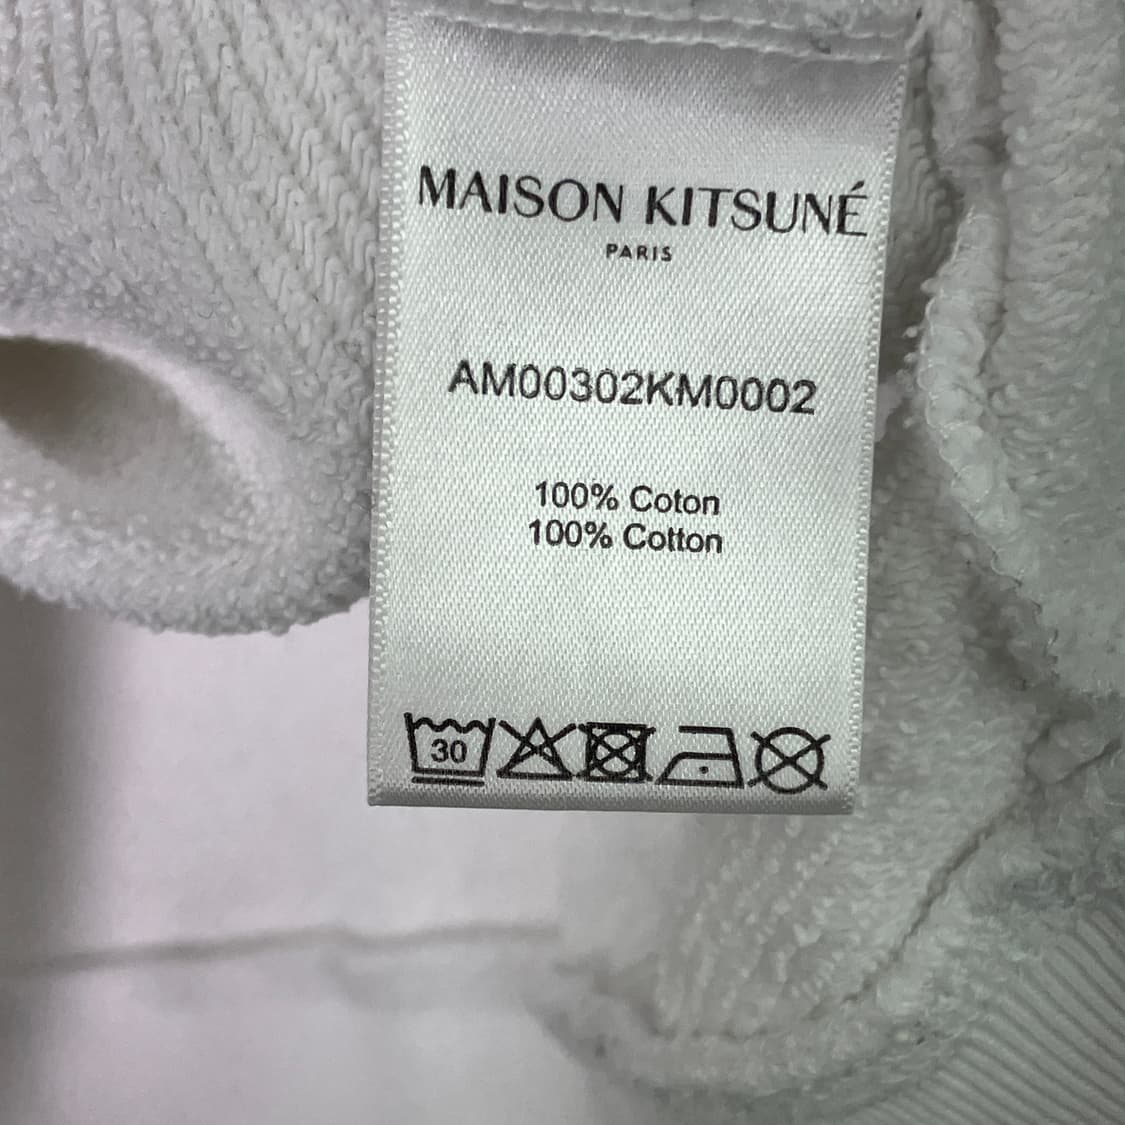 MAISON KITSUNÉ
PARIS
AM00302KM0002
100% Coton
100% Cotton
30